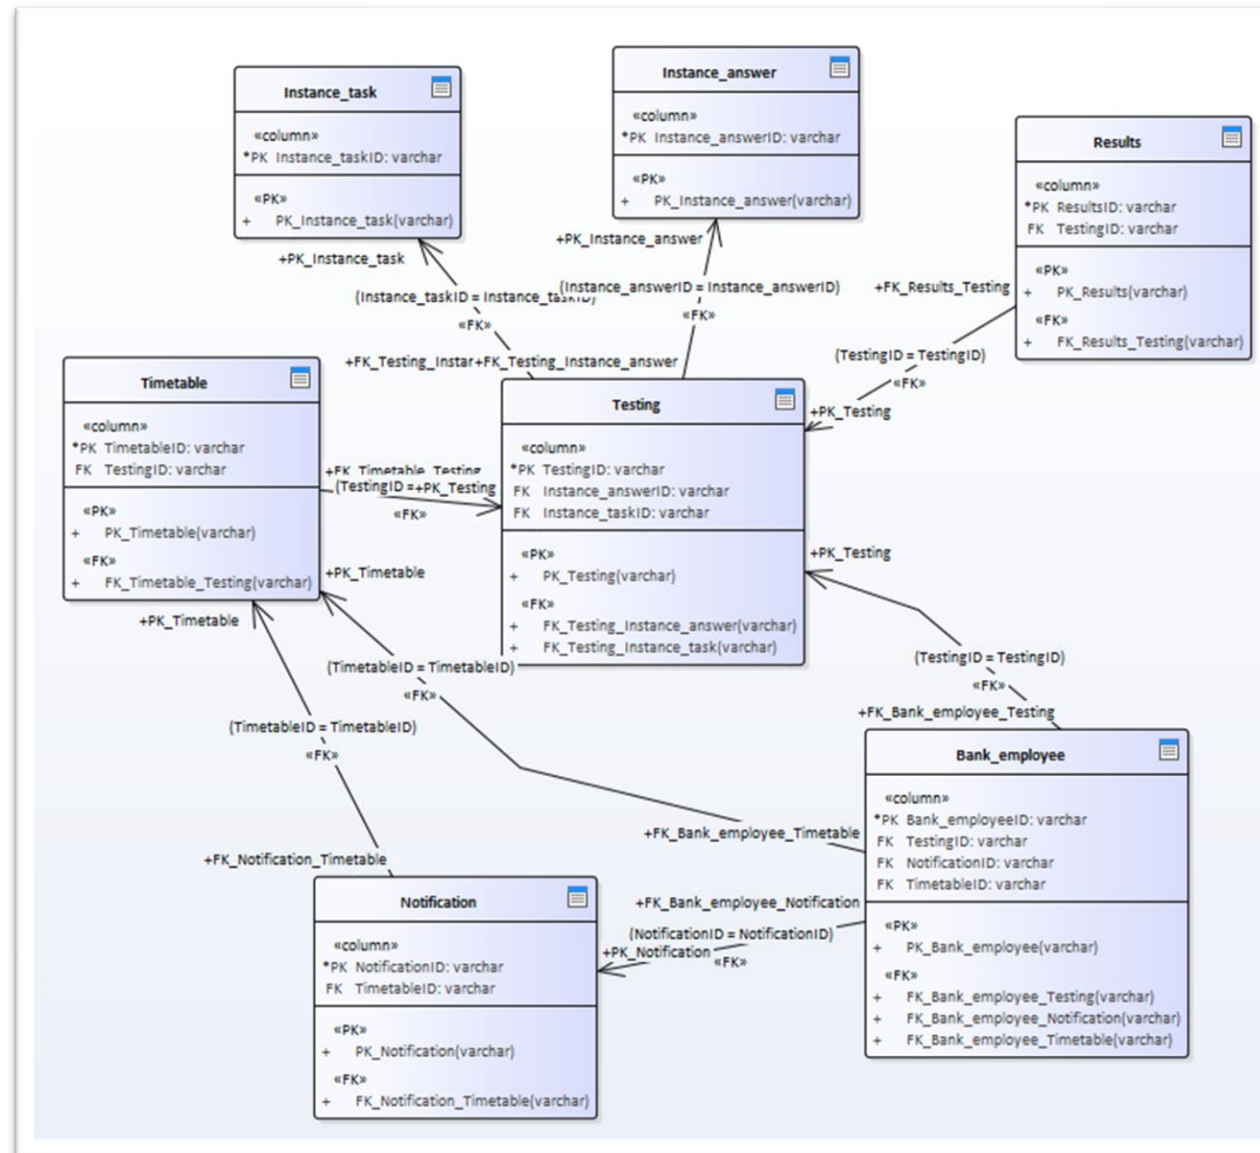 Instance_task
«column»
*PK Instance_taskID: varchar
«PK»
+ PK_Instance_task(varchar)
Instance_answer
«column»
*PK Instance_answerID: varchar
«PK»
+ PK_Instance_answer(varchar)
Results
«column»
*PK ResultsID: varchar
FK TestingID: varchar
«PK»
+ PK_Results(varchar)
«FK»
+ FK_Results_Testing(varchar)
+PK_Instance_task
(Instance_taskID = Instance_taskID)
«FK»
+FK_Testing_Instar
+PK_Instance_answer
(Instance_answerID = Instance_answerID)
«FK»
+FK_Testing_Instance_answer
+FK_Results_Testing
(TestingID = TestingID)
«FK»
+PK_Testing
Timetable
«column»
*PK TimetableID: varchar
FK TestingID: varchar
«PK»
+ PK_Timetable(varchar)
«FK»
+ FK_Timetable_Testing(varchar)
+FK_Timetable_Testing
(TestingID =
+PK_Testing
«FK»
Testing
«column»
*PK TestingID: varchar
FK Instance_answerID: varchar
FK Instance_taskID: varchar
«PK»
+ PK_Testing(varchar)
«FK»
+ FK_Testing_Instance_answer(varchar)
+ FK_Testing_Instance_task(varchar)
+PK_Timetable
(TimetableID = TimetableID)
«FK»
+FK_Bank_employee_Timetable
+PK_Timetable
(TimetableID = TimetableID)
«FK»
+FK_Notification_Timetable
+PK_Testing
(TestingID = TestingID)
«FK»
+FK_Bank_employee_Testing
Bank_employee
«column»
*PK Bank_employeeID: varchar
FK TestingID: varchar
FK NotificationID: varchar
FK TimetableID: varchar
«PK»
+ PK_Bank_employee(varchar)
«FK»
+ FK_Bank_employee_Testing(varchar)
+ FK_Bank_employee_Notification(varchar)
+ FK_Bank_employee_Timetable(varchar)
+FK_Bank_employee_Notification
(NotificationID = NotificationID)
+PK_Notification
«FK»
Notification
«column»
*PK NotificationID: varchar
FK TimetableID: varchar
«PK»
+ PK_Notification(varchar)
«FK»
+ FK_Notification_Timetable(varchar)